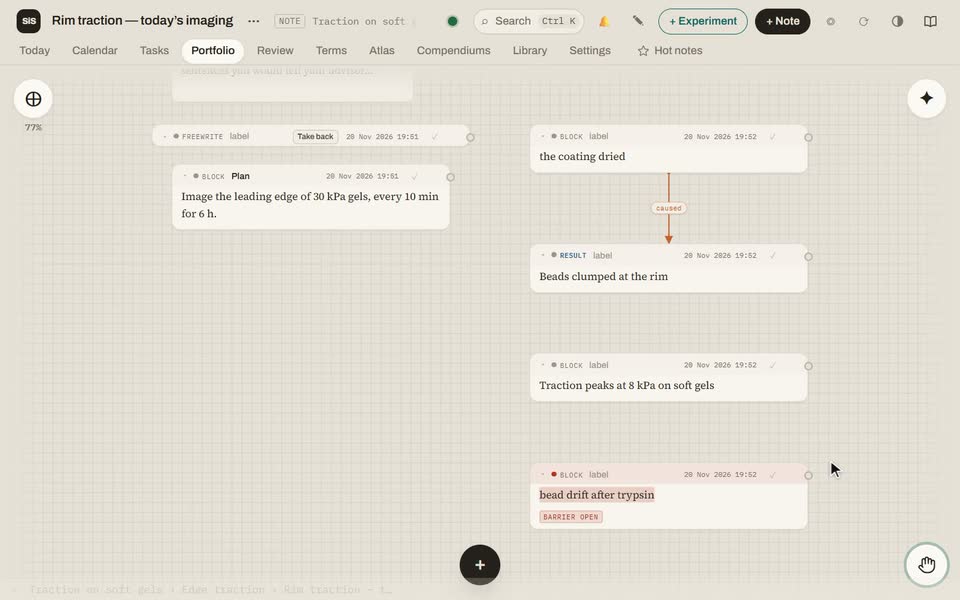 SiS Rim traction — today's imaging ··· NOTE Traction on soft Search Ctrl K + Experiment + Note
Today Calendar Tasks Portfolio Review Terms Atlas Compendiums Library Settings Hot notes
sentences you would tell your advisor...
77%
FREEWRITE label Take back 20 Nov 2026 19:51
BLOCK Plan 20 Nov 2026 19:51
Image the leading edge of 30 kPa gels, every 10 min
for 6 h.
BLOCK label 20 Nov 2026 19:52
the coating dried
caused
RESULT label 20 Nov 2026 19:52
Beads clumped at the rim
BLOCK label 20 Nov 2026 19:52
Traction peaks at 8 kPa on soft gels
BLOCK label 20 Nov 2026 19:52
bead drift after trypsin
BARRIER OPEN
+
Traction on soft gels › Edge traction › Rim traction — t…